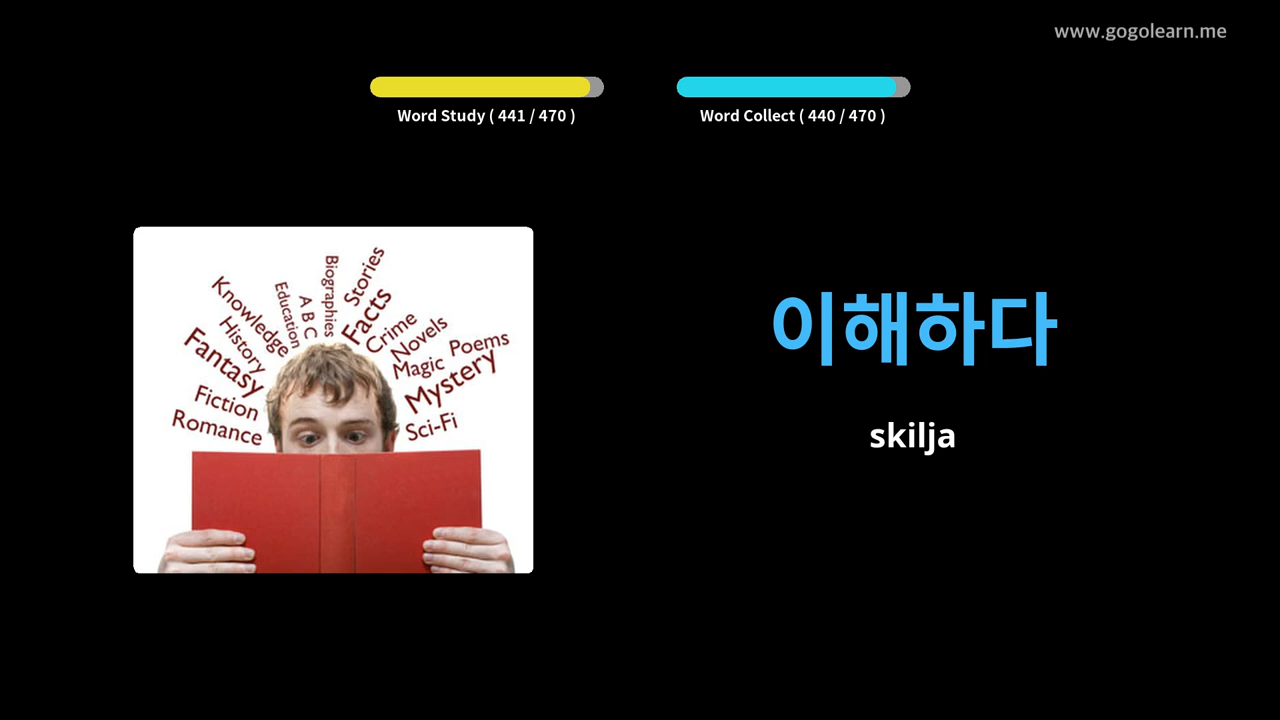 www.gogolearn.me
Word Study ( 441 / 470 )
Word Collect ( 440 / 470 )
Biographies
Stories
Education
A B C
Facts
Knowledge
Crime
History
Novels
Poems
Fantasy
Magic
Mystery
Fiction
Romance
Sci-Fi
이해하다
skilja